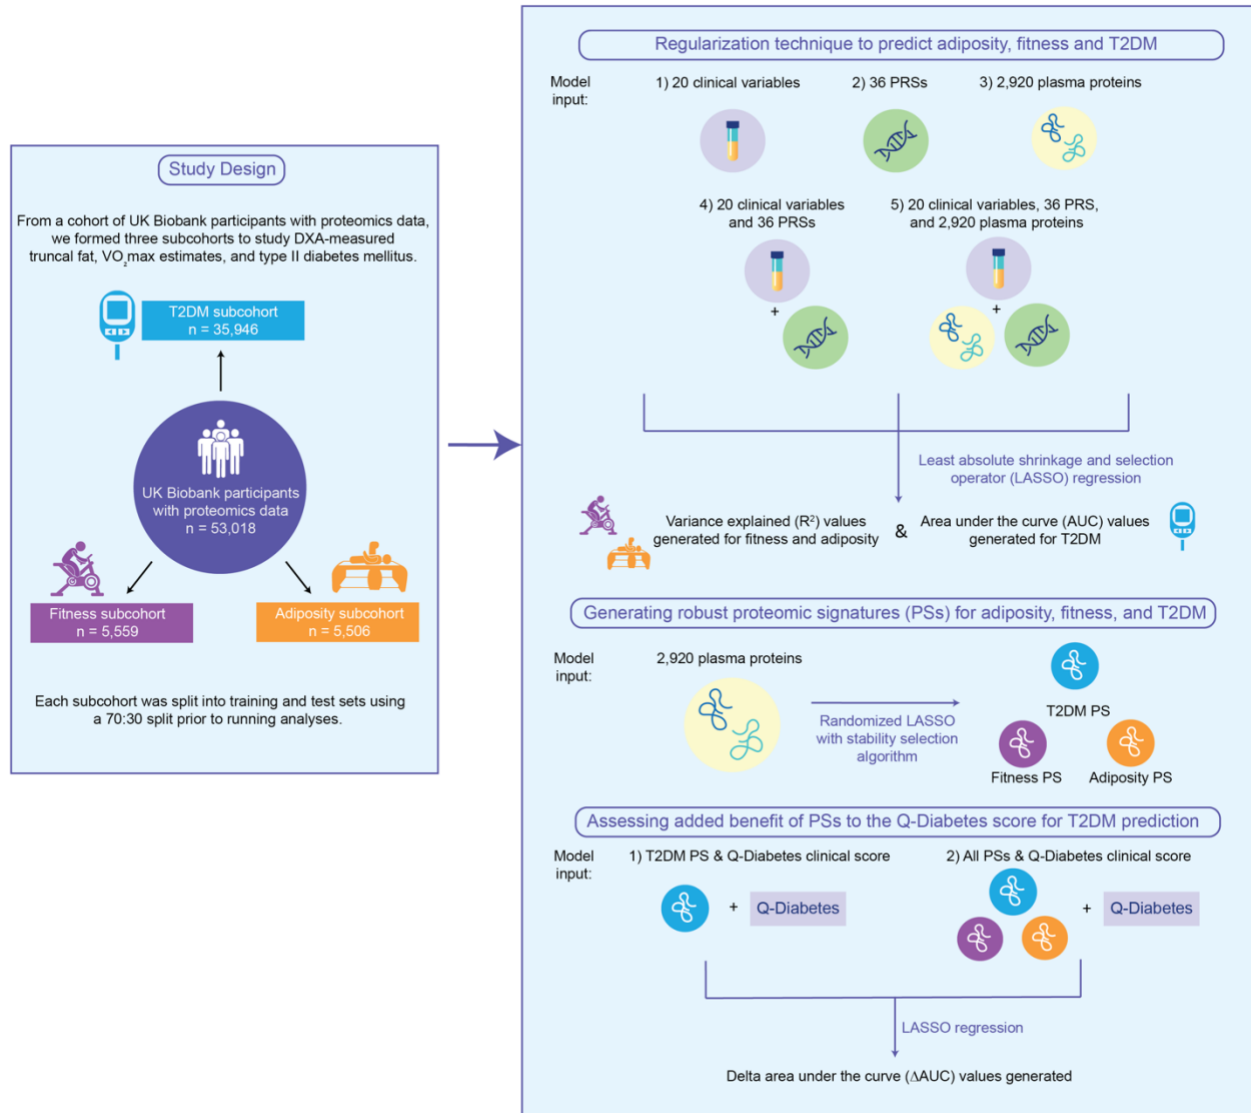 Study Design
From a cohort of UK Biobank participants with proteomics data,
we formed three subcohorts to study DXA-measured
truncal fat, VO2max estimates, and type II diabetes mellitus.
T2DM subcohort
n = 35,946
UK Biobank participants
with proteomics data
n = 53,018
Fitness subcohort
n = 5,559
Adiposity subcohort
n = 5,506
Each subcohort was split into training and test sets using
a 70:30 split prior to running analyses.
Regularization technique to predict adiposity, fitness and T2DM
Model
input:
1) 20 clinical variables
2) 36 PRSs
3) 2,920 plasma proteins
4) 20 clinical variables
and 36 PRSs
+
5) 20 clinical variables, 36 PRS,
and 2,920 plasma proteins
+
Least absolute shrinkage and selection
operator (LASSO) regression
Variance explained (R²) values
generated for fitness and adiposity
&
Area under the curve (AUC) values
generated for T2DM
Generating robust proteomic signatures (PSs) for adiposity, fitness, and T2DM
Model
input:
2,920 plasma proteins
Randomized LASSO
with stability selection
algorithm
T2DM PS
Fitness PS
Adiposity PS
Assessing added benefit of PSs to the Q-Diabetes score for T2DM prediction
Model
input:
1) T2DM PS & Q-Diabetes clinical score
+ Q-Diabetes
2) All PSs & Q-Diabetes clinical score
+ Q-Diabetes
LASSO regression
Delta area under the curve (ΔAUC) values generated